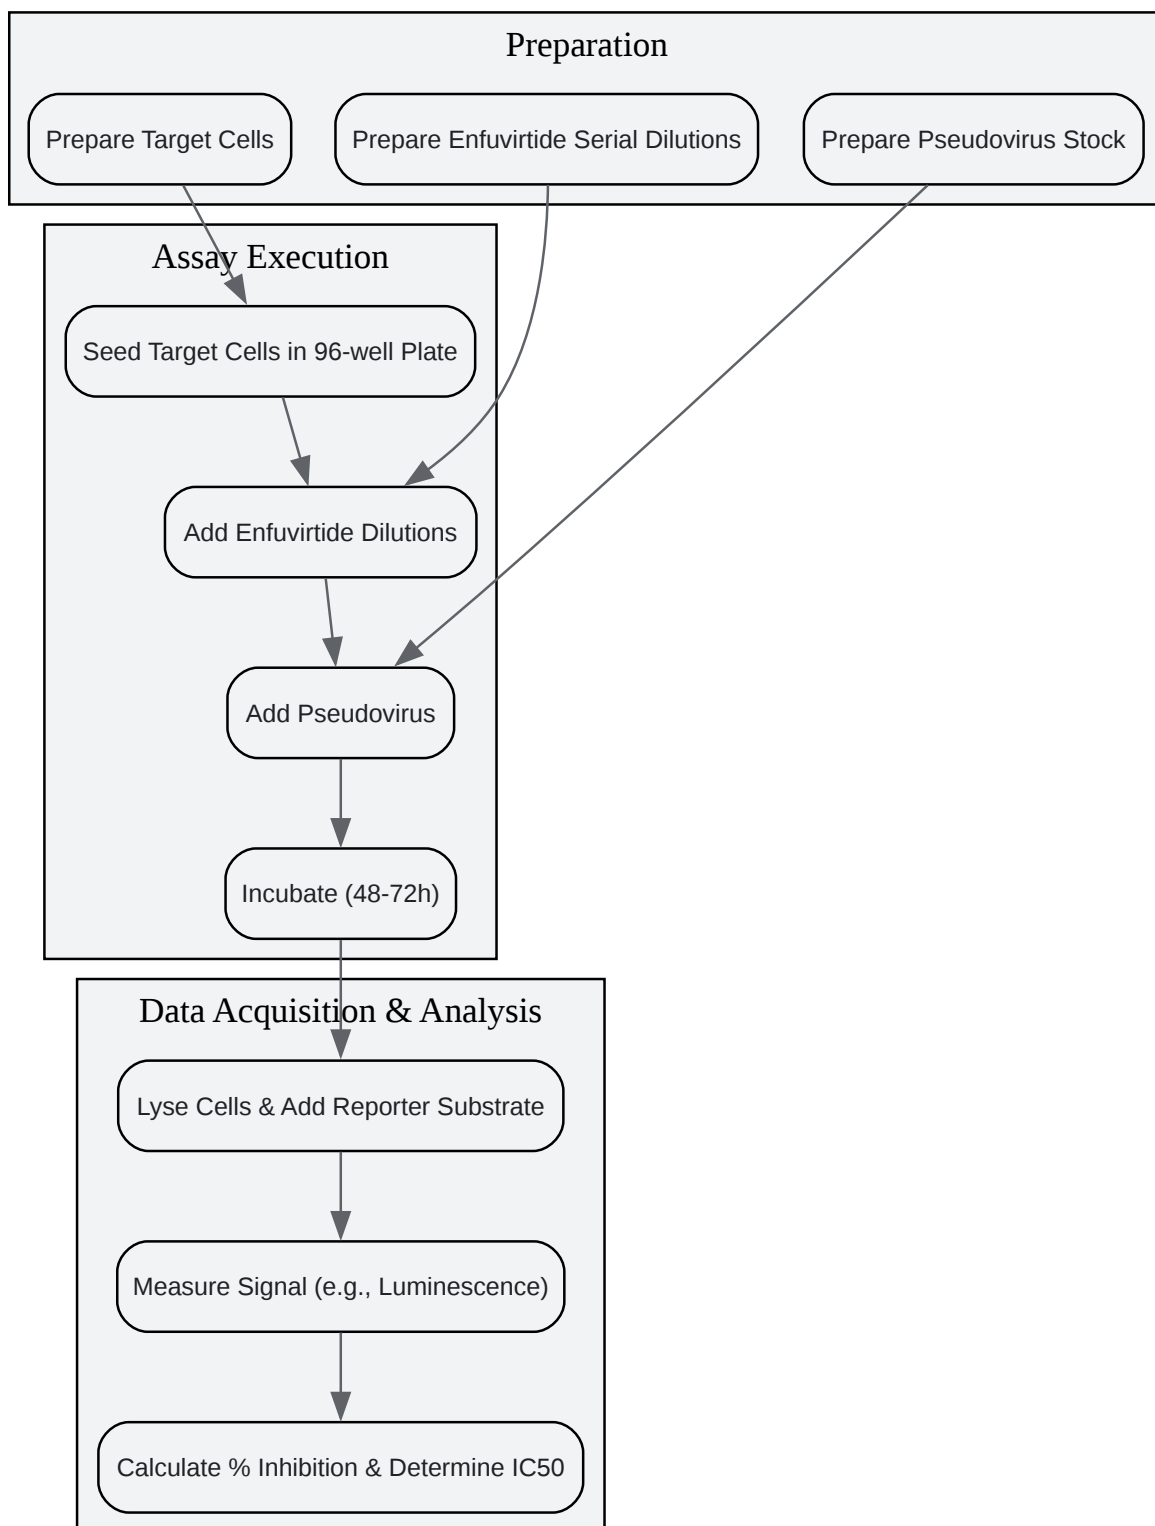 Preparation
Prepare Target Cells
Prepare Enfuvirtide Serial Dilutions
Prepare Pseudovirus Stock
Assay Execution
Seed Target Cells in 96-well Plate
Add Enfuvirtide Dilutions
Add Pseudovirus
Incubate (48-72h)
Data Acquisition & Analysis
Lyse Cells & Add Reporter Substrate
Measure Signal (e.g., Luminescence)
Calculate % Inhibition & Determine IC50